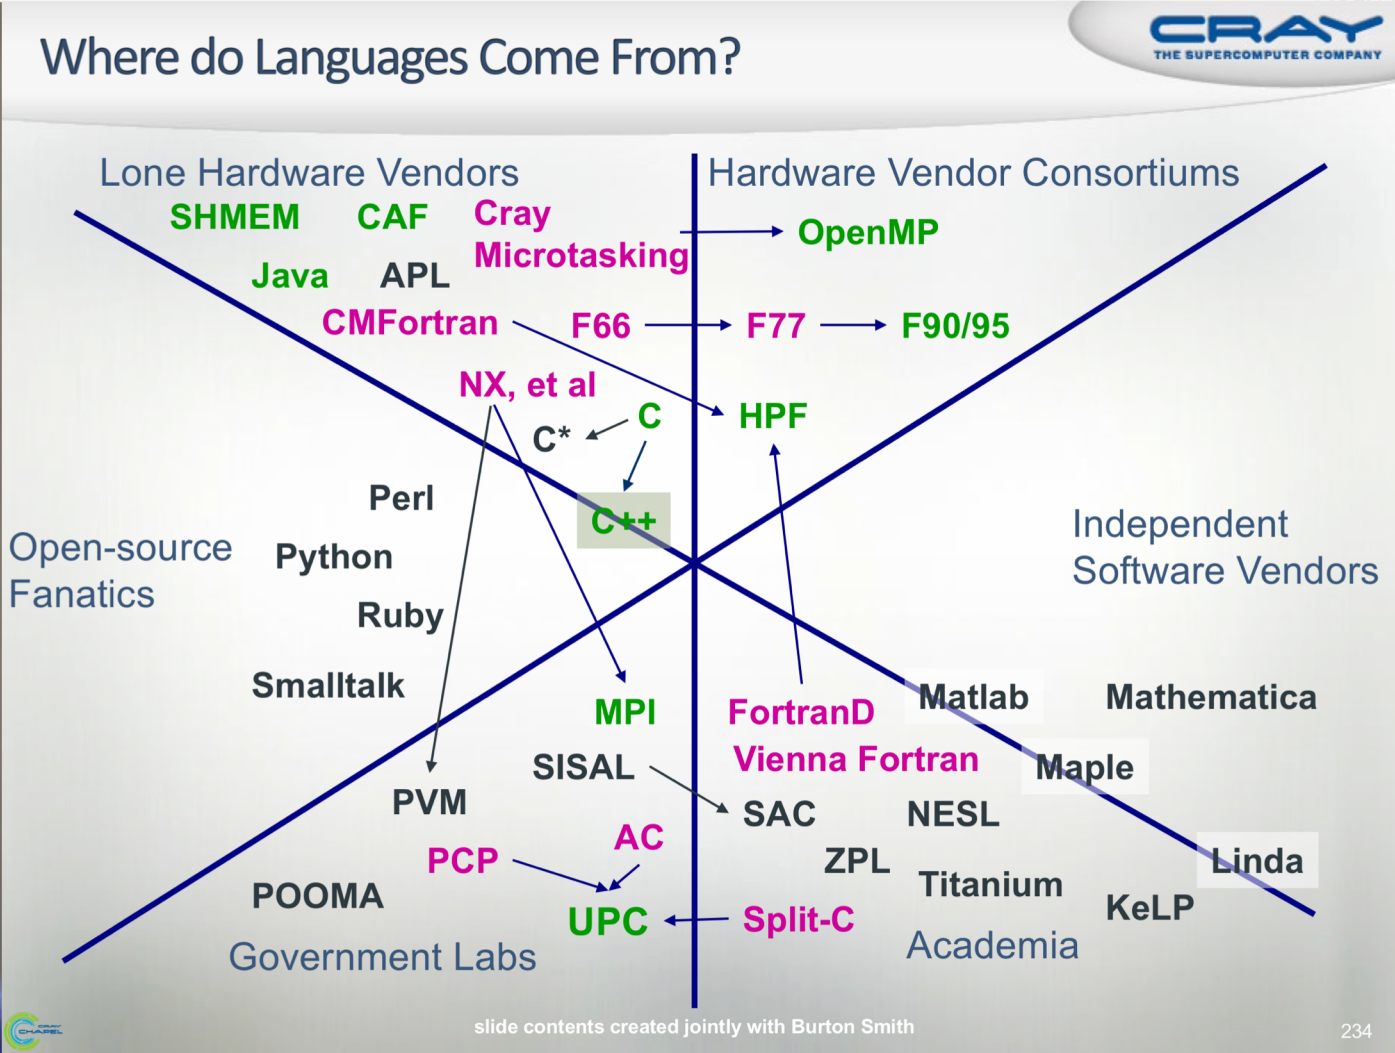 Where do Languages Come From?
CRAY
THE SUPERCOMPUTER COMPANY
Lone Hardware Vendors
Hardware Vendor Consortiums
SHMEM
CAF
Cray
Microtasking
OpenMP
Java
APL
CMFortran
F66
F77
F90/95
NX, et al
C
HPF
C*
C++
Perl
Python
Ruby
Smalltalk
Open-source
Fanatics
Independent
Software Vendors
MPI
FortranD
Matlab
Mathematica
SISAL
Vienna Fortran
Maple
PVM
SAC
NESL
AC
PCP
ZPL
Linda
POOMA
Titanium
KeLP
UPC
Split-C
Government Labs
Academia
CRAY
CHAPEL
slide contents created jointly with Burton Smith
234